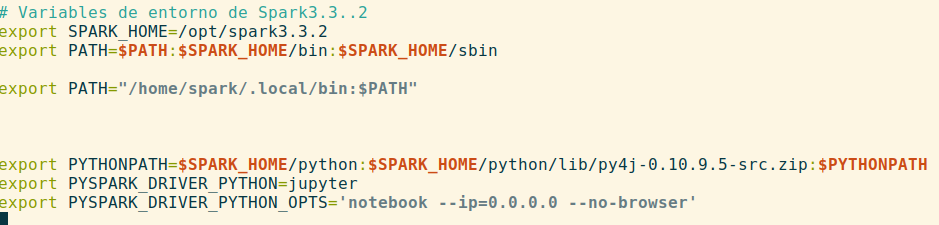 # Variables de entorno de Spark3.3..2
export SPARK_HOME=/opt/spark3.3.2
export PATH=$PATH:$SPARK_HOME/bin:$SPARK_HOME/sbin
export PATH="/home/spark/.local/bin:$PATH"
export PYTHONPATH=$SPARK_HOME/python:$SPARK_HOME/python/lib/py4j-0.10.9.5-src.zip:$PYTHONPATH
export PYSPARK_DRIVER_PYTHON=jupyter
export PYSPARK_DRIVER_PYTHON_OPTS='notebook --ip=0.0.0.0 --no-browser'